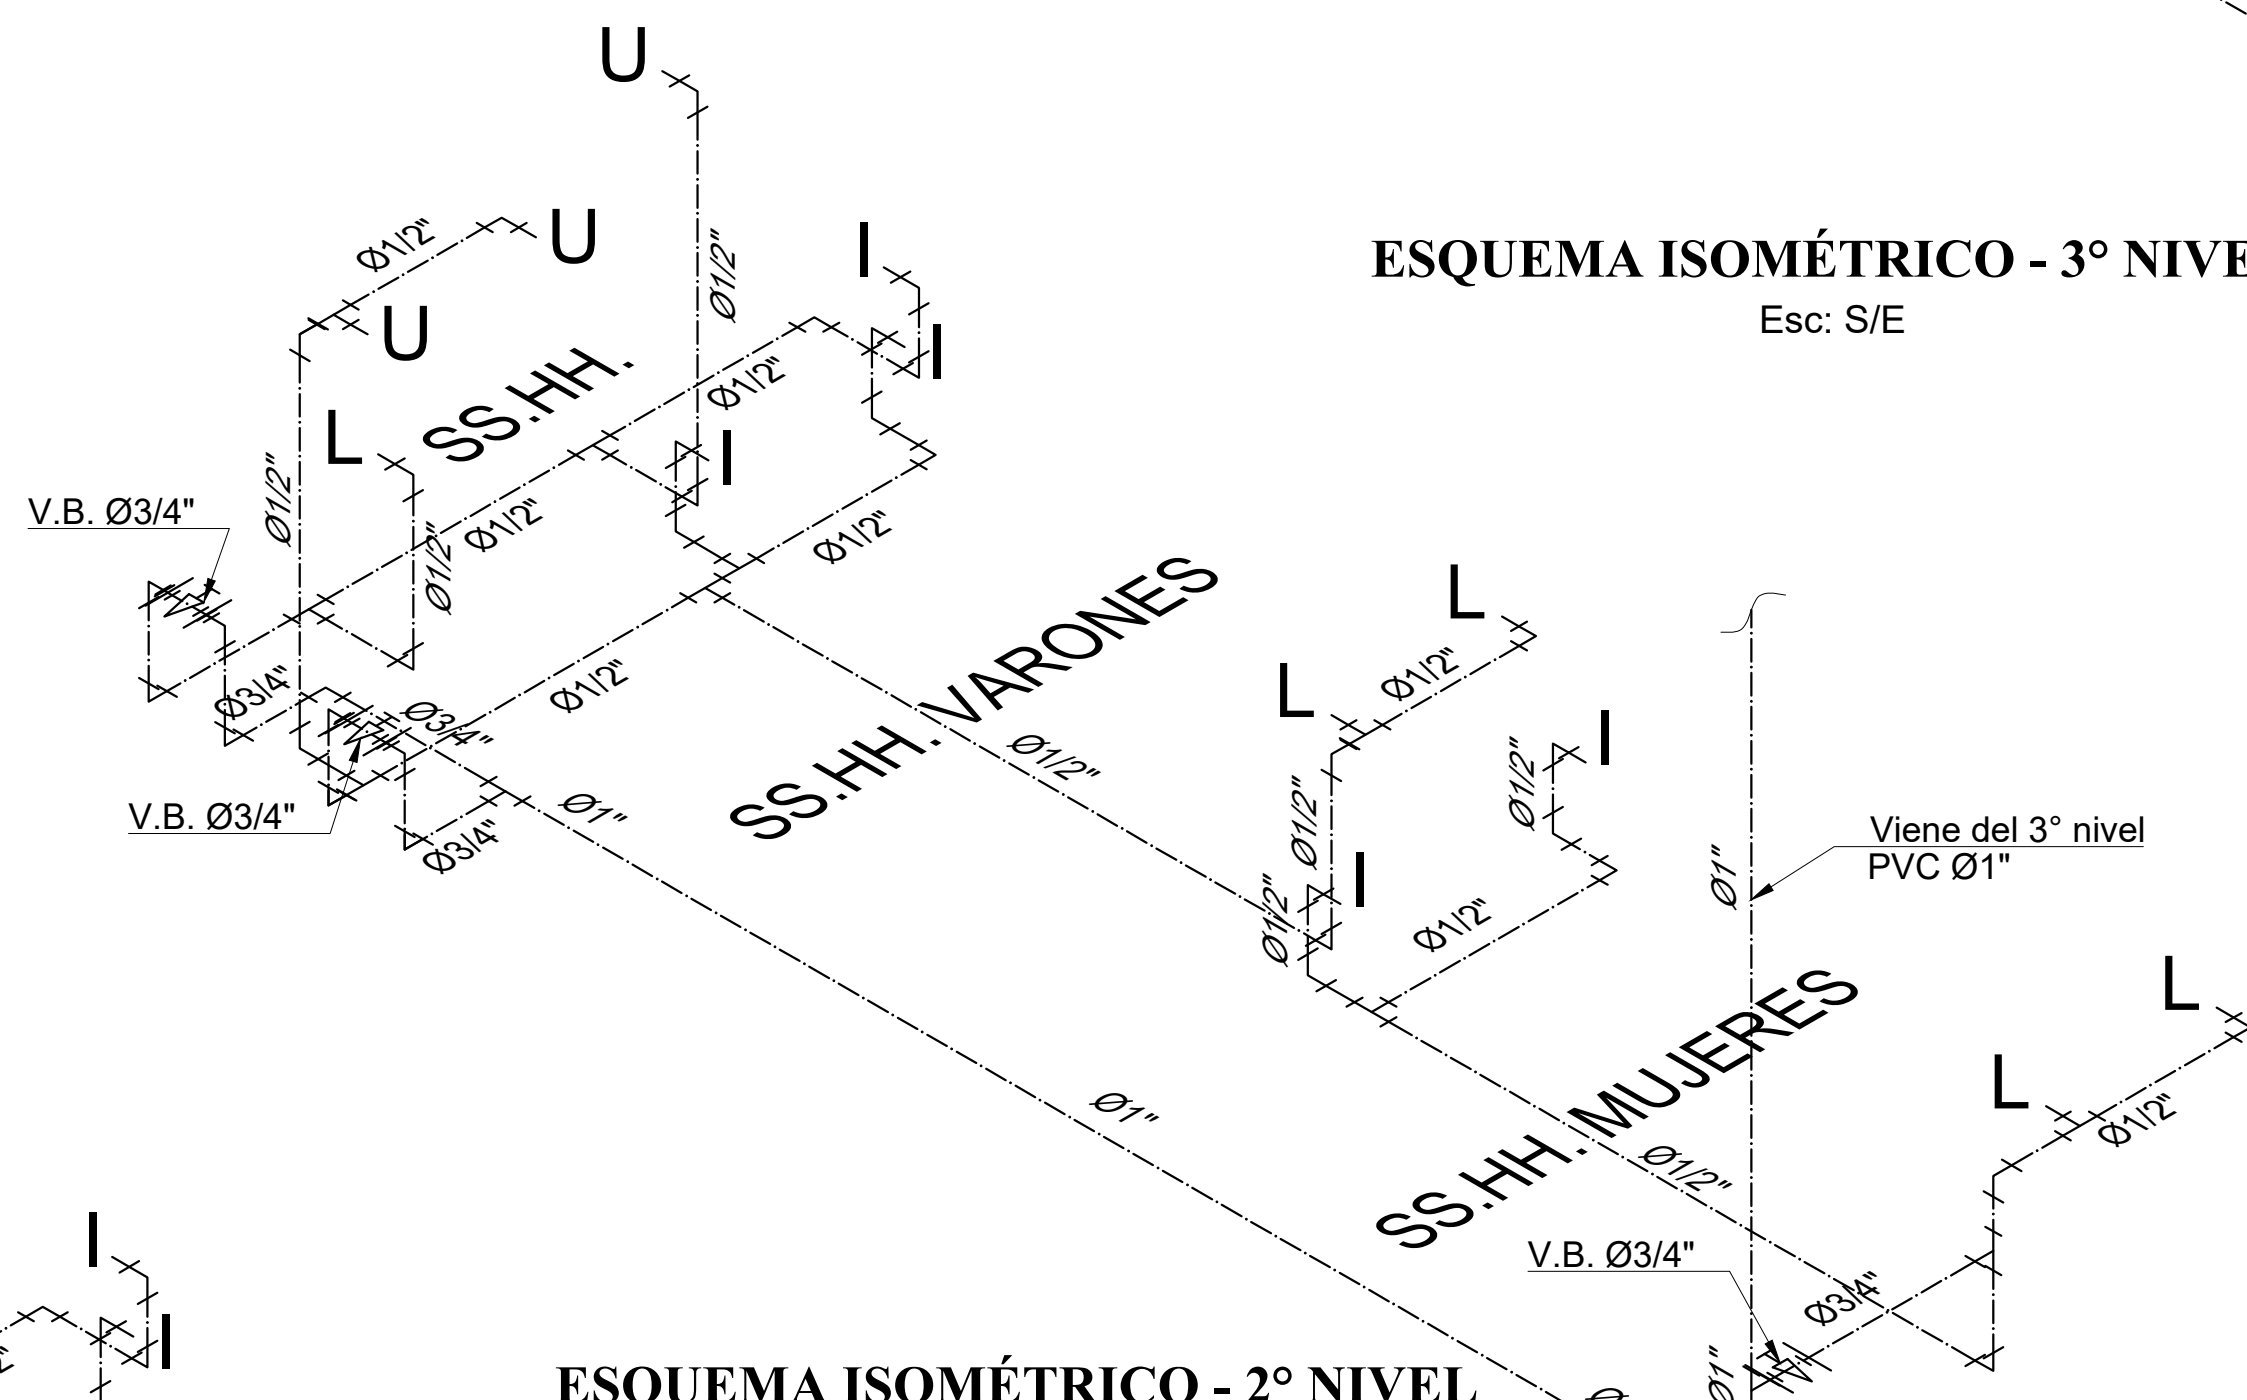 U
U
Ø1/2"
U
Ø1/2"
I
I
ESQUEMA ISOMÉTRICO - 3° NIVE
Esc: S/E
SS.HH.
Ø1/2"
L
I
Ø1/2"
V.B. Ø3/4"
Ø1/2"
Ø1/2"
Ø1/2"
Ø1/2"
SS.HH. VARONES
L
Ø1/2"
L
Ø3/4"
Ø3/4"
Ø1/2"
I
Ø1/2"
Ø1/2"
V.B. Ø3/4"
Ø1"
Ø3/4"
Ø1/2"
Viene del 3° nivel
PVC Ø1"
Ø1"
I
Ø1/2"
Ø1/2"
L
SS.HH. MUJERES
L
Ø1/2"
Ø1"
Ø1/2"
V.B. Ø3/4"
Ø3/4"
I
I
ESQUEMA ISOMÉTRICO - 2° NIVEL
Ø1"